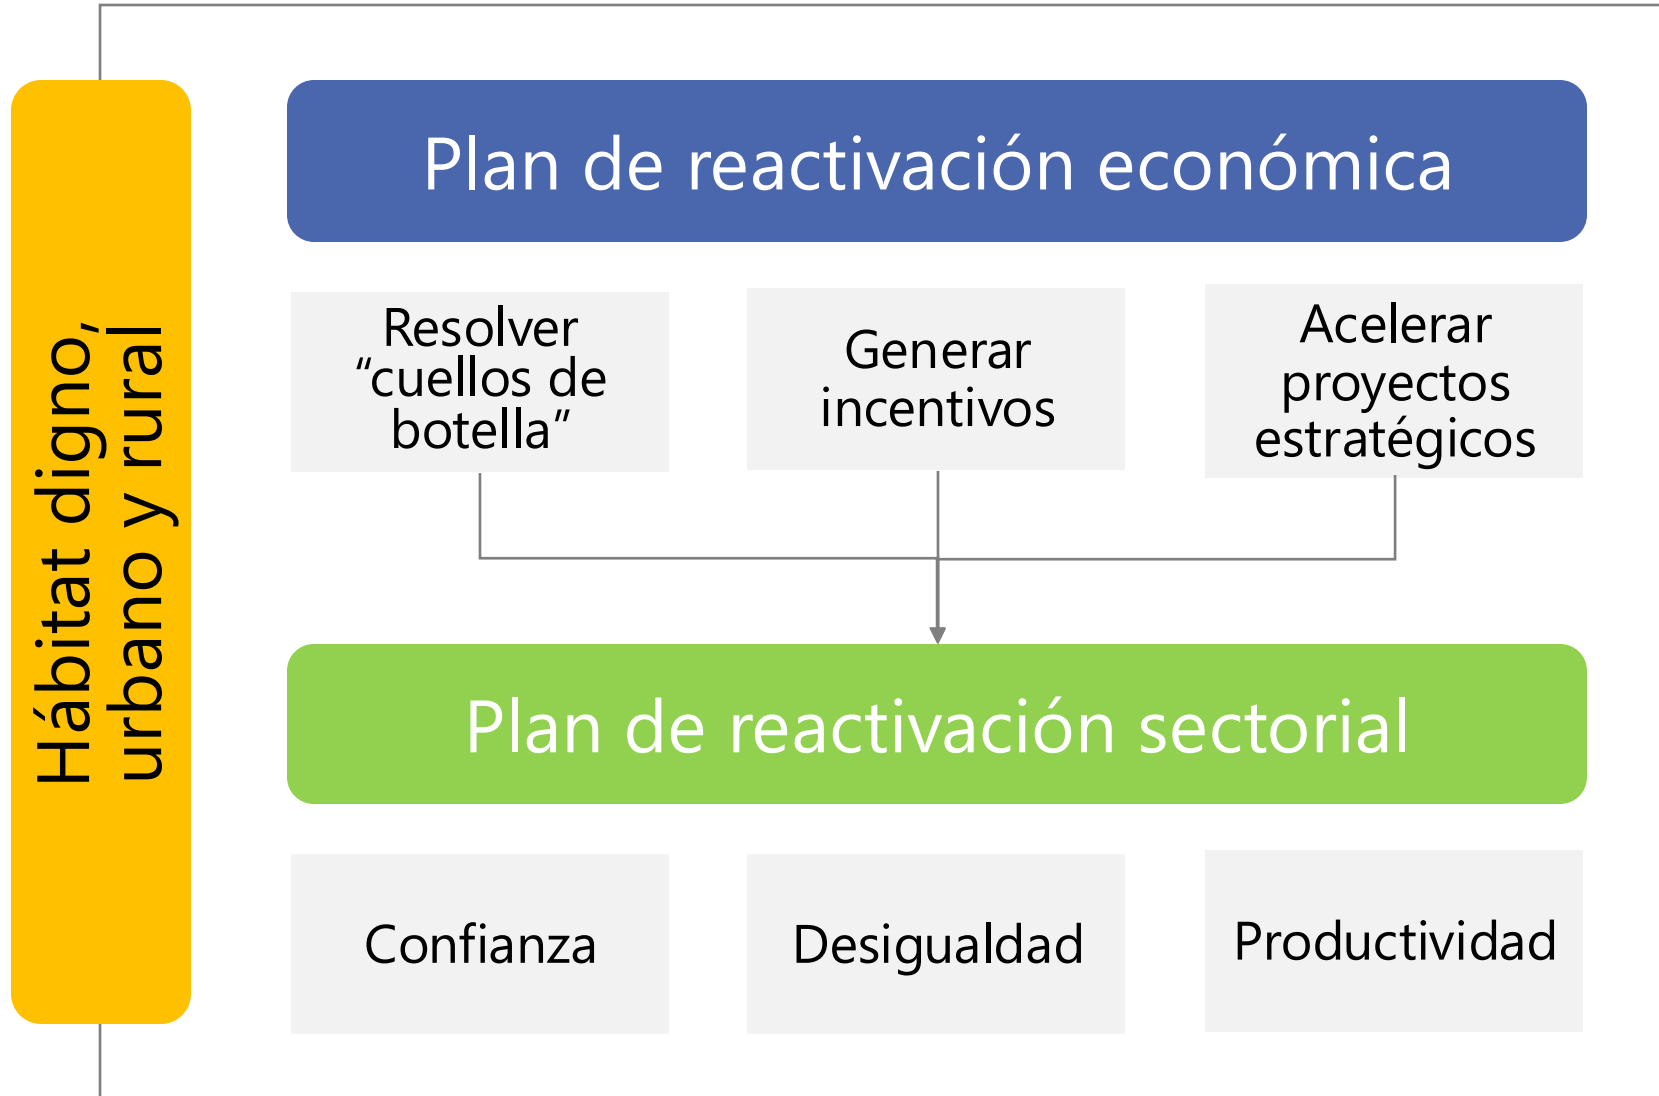 Hábitat digno,
urbano y rural
Plan de reactivación económica
Resolver
“cuellos de
botella”
Generar
incentivos
Acelerar
proyectos
estratégicos
Plan de reactivación sectorial
Confianza
Desigualdad
Productividad